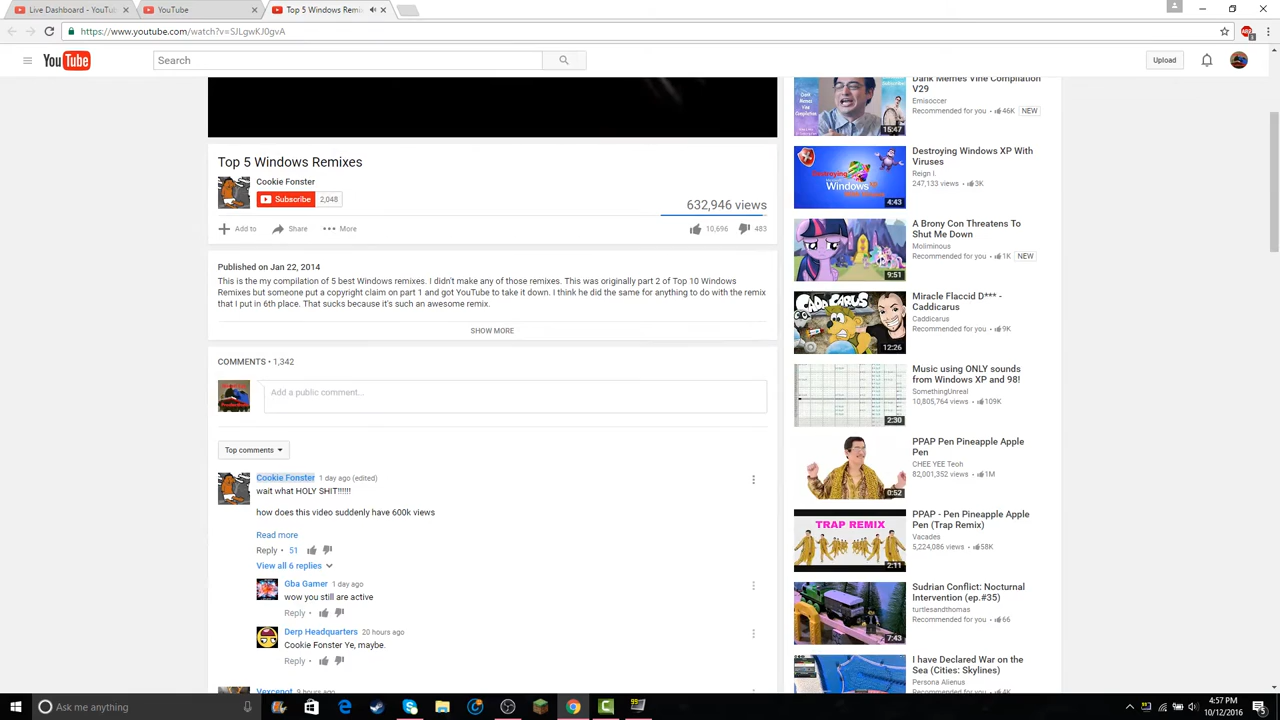 Live Dashboard - YouTub
YouTube
Top 5 Windows Remix
https://www.youtube.com/watch?v=SJLgwKJ0gvA
YouTube
Search
Upload
Top 5 Windows Remixes
Cookie Fonster
Subscribe 2,048
632,946 views
Add to Share More
10,696 483
Published on Jan 22, 2014
This is my compilation of 5 best Windows remixes. I didn't make any of those remixes. This was originally part 2 of Top 10 Windows
Remixes but someone put a copyright claim on part 1 and got YouTube to take it down. I think he did the same for anything to do with the remix
that I put in 6th place. That sucks because it's such an awesome remix.
SHOW MORE
COMMENTS • 1,342
Add a public comment...
Top comments
Cookie Fonster 1 day ago (edited)
wait what HOLY SHIT!!!!!!
how does this video suddenly have 600k views
Read more
Reply • 51
View all 6 replies
Gba Gamer 1 day ago
wow you still are active
Reply •
Derp Headquarters 20 hours ago
Cookie Fonster Ye, maybe.
Reply •
Vexcenot 9 hours ago
Dank Memes Vine Compilation
V29
Emisoccer
Recommended for you • 46K NEW
15:47
Destroying Windows XP With
Viruses
Reign I.
247,133 views • 3K
Windows
4:43
A Brony Con Threatens To
Shut Me Down
Moliminous
Recommended for you • 1K NEW
9:51
Miracle Flaccid D*** -
Caddicarus
Caddicarus
Recommended for you • 9K
CADDICARUS
12:26
Music using ONLY sounds
from Windows XP and 98!
SomethingUnreal
10,805,764 views • 109K
2:30
PPAP Pen Pineapple Apple
Pen
CHEE YEE Teoh
82,001,352 views • 1M
0:52
PPAP - Pen Pineapple Apple
Pen (Trap Remix)
Vacades
5,224,086 views • 58K
TRAP REMIX
2:11
Sudrian Conflict: Nocturnal
Intervention (ep.#35)
turtlesandthomas
Recommended for you • 66
7:43
I have Declared War on the
Sea (Cities: Skylines)
Persona Alienus
Recommended for you • 4K
Ask me anything
4:57 PM
10/12/2016